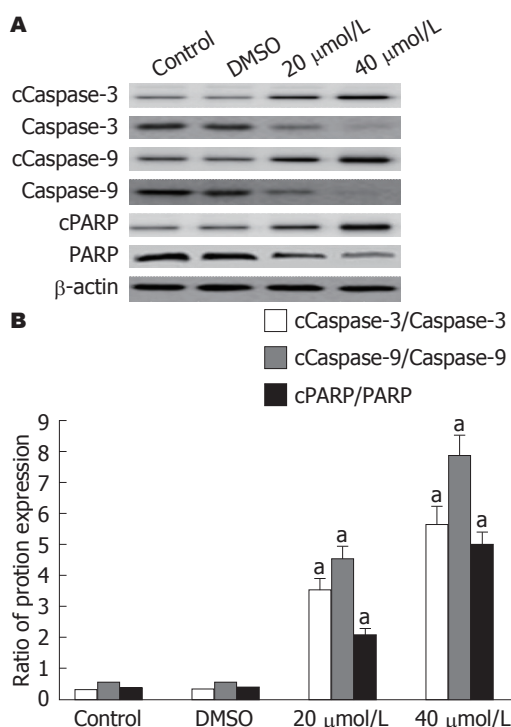 A
Control DMSO 20 µmol/L 40 µmol/L
cCaspase-3
Caspase-3
cCaspase-9
Caspase-9
cPARP
PARP
β-actin
B
cCaspase-3/Caspase-3
cCaspase-9/Caspase-9
cPARP/PARP
Ratio of protion expression
9
8
7
6
5
4
3
2
1
0
a a a
a a a
Control DMSO 20 µmol/L 40 µmol/L